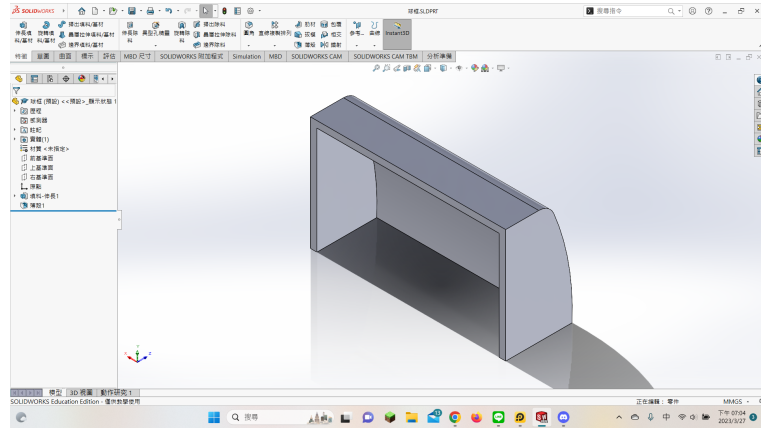 SOLIDWORKS
球框.SLDPRT
搜尋指令
伸長填料/基材
旋轉填料/基材
掃出填料/基材
疊層拉伸填料/基材
邊界填料/基材
伸長除料
異型孔精靈
旋轉除料
掃出除料
疊層拉伸除料
邊界除料
圓角
直線複製排列
肋材
拔模
薄殼
包覆
相交
鏡射
參考...
曲線
Instant3D
特徵 草圖 曲面 標示 評估 MBD 尺寸 SOLIDWORKS 附加程式 Simulation MBD SOLIDWORKS CAM SOLIDWORKS CAM TBM 分析準備
球框 (預設) <<預設>_顯示狀態 1
歷程
感測器
註記
實體(1)
材質 <未指定>
前基準面
上基準面
右基準面
原點
填料-伸長1
薄殼1
Y
X
Z
模型 3D 視圖 動作研究 1
SOLIDWORKS Education Edition - 僅供教學使用
正在編輯：零件
MMGS
搜尋
中
下午 07:04
2023/3/27